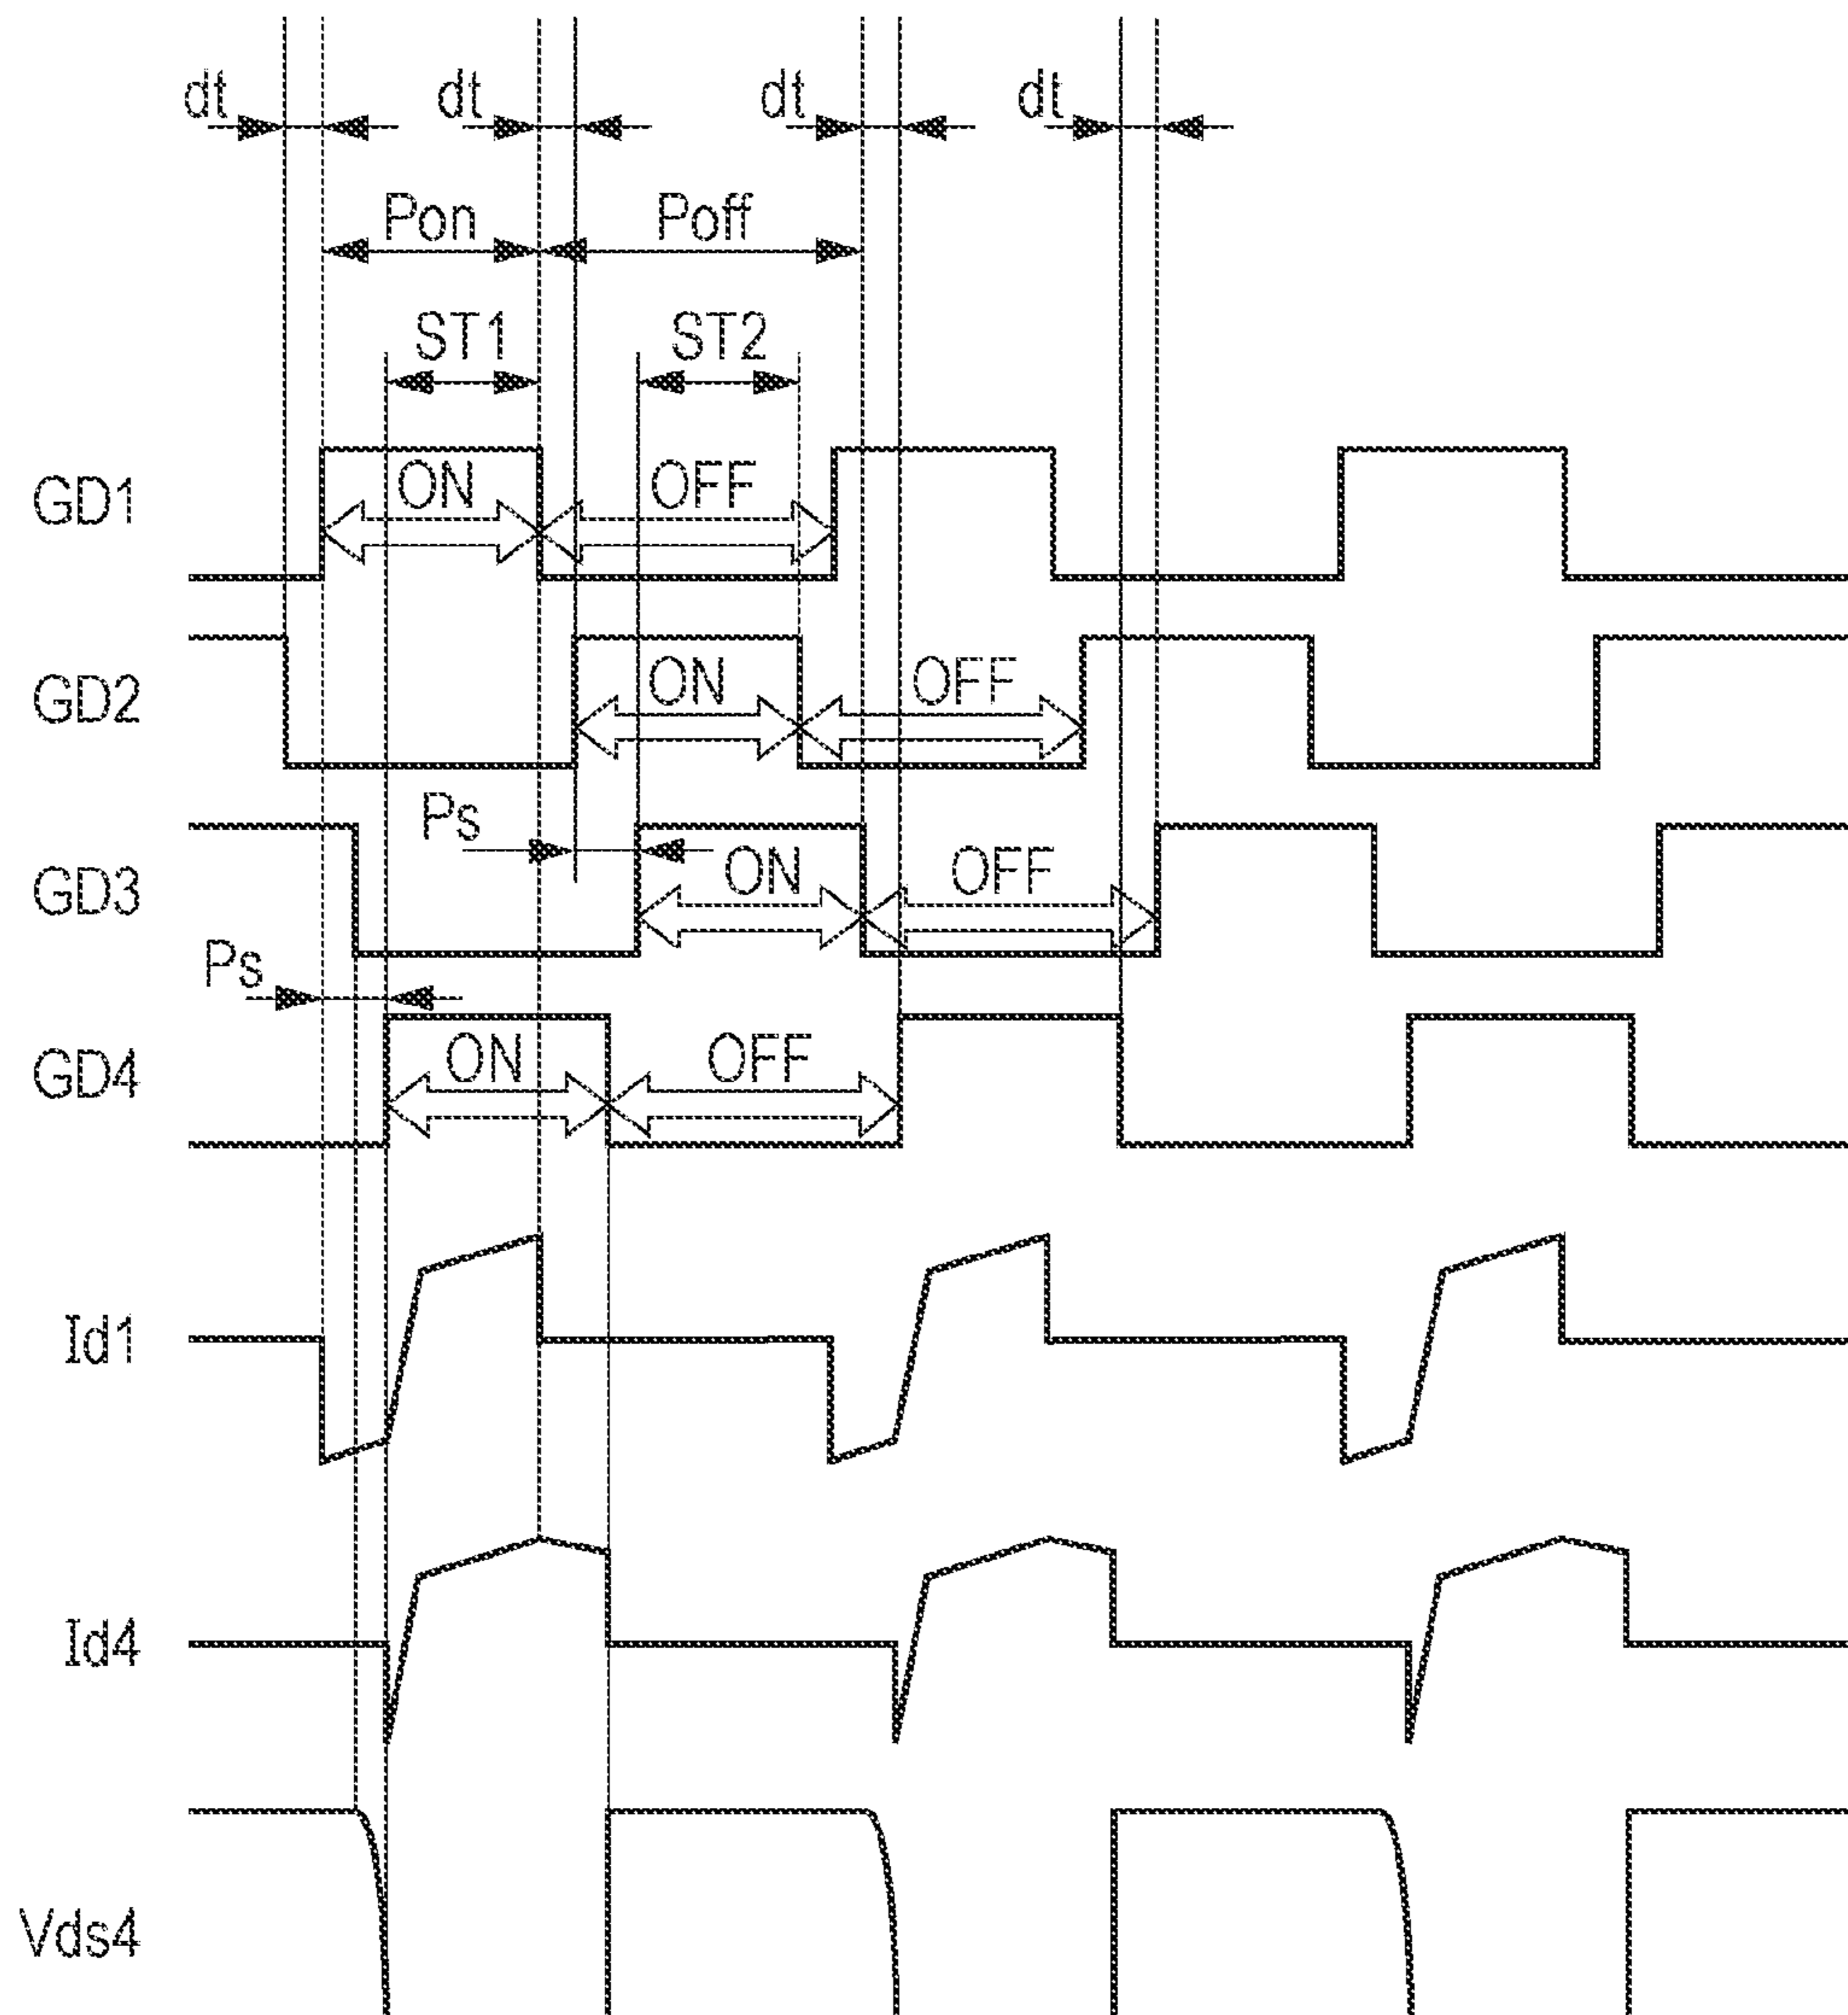 dt dt dt dt
Pon Poff
ST1 ST2
GD1 ON OFF
GD2 ON OFF
Ps
GD3 ON OFF
Ps
GD4 ON OFF
Id1
Id4
Vds4